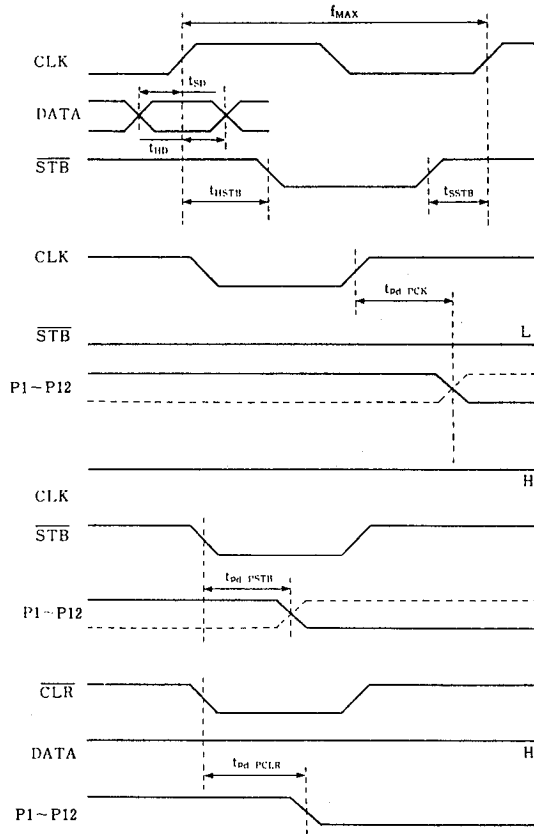 fMAX
CLK
tSD
DATA
tHD
STB
tHSTB
tSSTB
CLK
tPd PCK
STB
L
P1~P12
H
CLK
STB
tPd PSTB
P1~P12
CLR
DATA
H
tPd PCLR
P1~P12